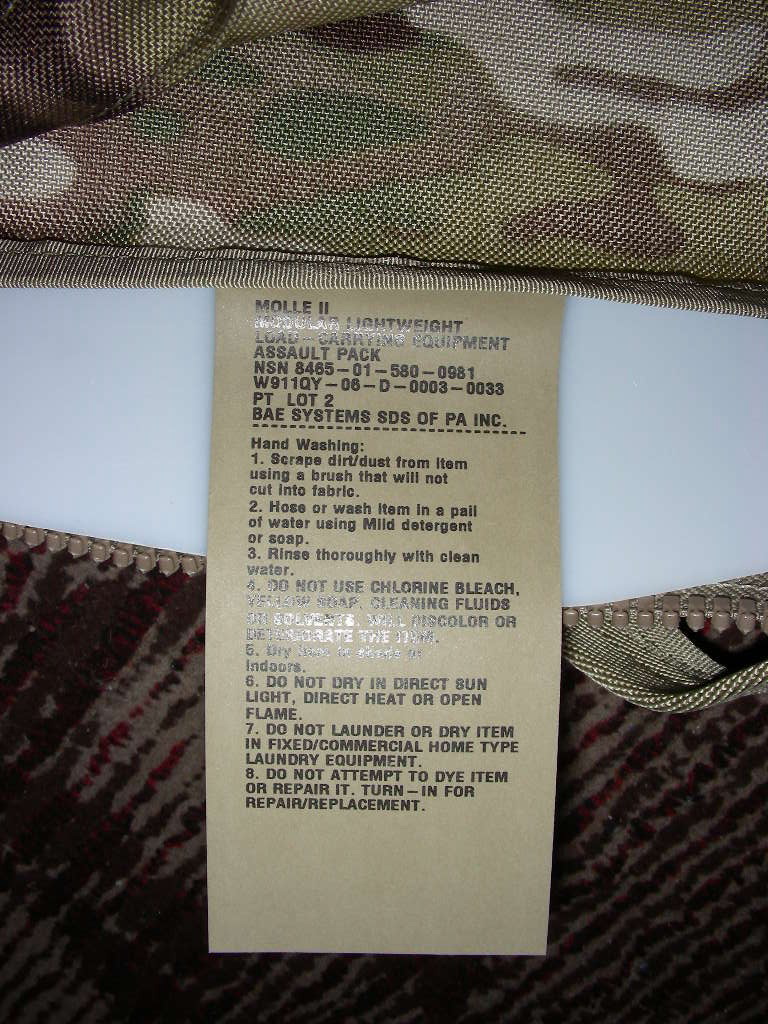 MOLLE II
MODULAR LIGHTWEIGHT
LOAD-CARRYING EQUIPMENT
ASSAULT PACK
NSN 8465-01-580-0981
W911QY-06-D-0003-0033
PT LOT 2
BAE SYSTEMS SDS OF PA INC.
Hand Washing:
1. Scrape dirt/dust from item
using a brush that will not
cut into fabric.
2. Hose or wash item in a pail
of water using Mild detergent
or soap.
3. Rinse thoroughly with clean
water.
4. DO NOT USE CHLORINE BLEACH,
YELLOW SOAP, CLEANING FLUIDS
OR SOLVENTS. WILL DISCOLOR OR
DETERIORATE THE ITEM.
5. Dry item in shade or
indoors.
6. DO NOT DRY IN DIRECT SUN
LIGHT, DIRECT HEAT OR OPEN
FLAME.
7. DO NOT LAUNDER OR DRY ITEM
IN FIXED/COMMERCIAL HOME TYPE
LAUNDRY EQUIPMENT.
8. DO NOT ATTEMPT TO DYE ITEM
OR REPAIR IT. TURN-IN FOR
REPAIR/REPLACEMENT.